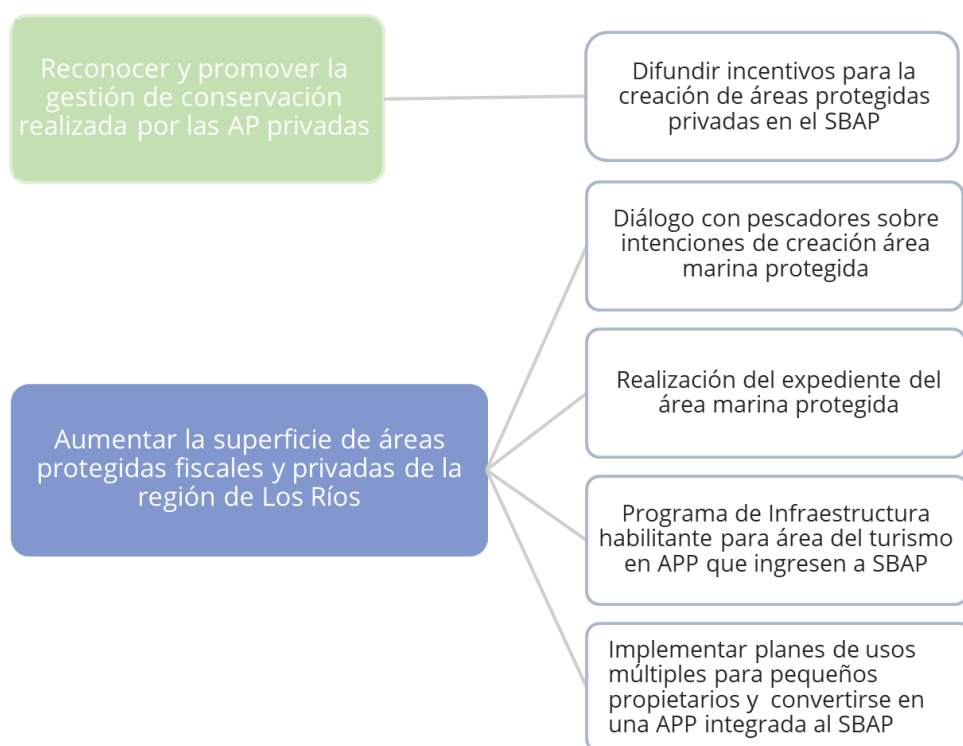 Reconocer y promover la
gestión de conservación
realizada por las AP privadas
Difundir incentivos para la
creación de áreas protegidas
privadas en el SBAP
Aumentar la superficie de áreas
protegidas fiscales y privadas de la
región de Los Ríos
Diálogo con pescadores sobre
intenciones de creación área
marina protegida
Realización del expediente del
área marina protegida
Programa de Infraestructura
habilitante para área del turismo
en APP que ingresen a SBAP
Implementar planes de usos
múltiples para pequeños
propietarios y convertirse en
una APP integrada al SBAP